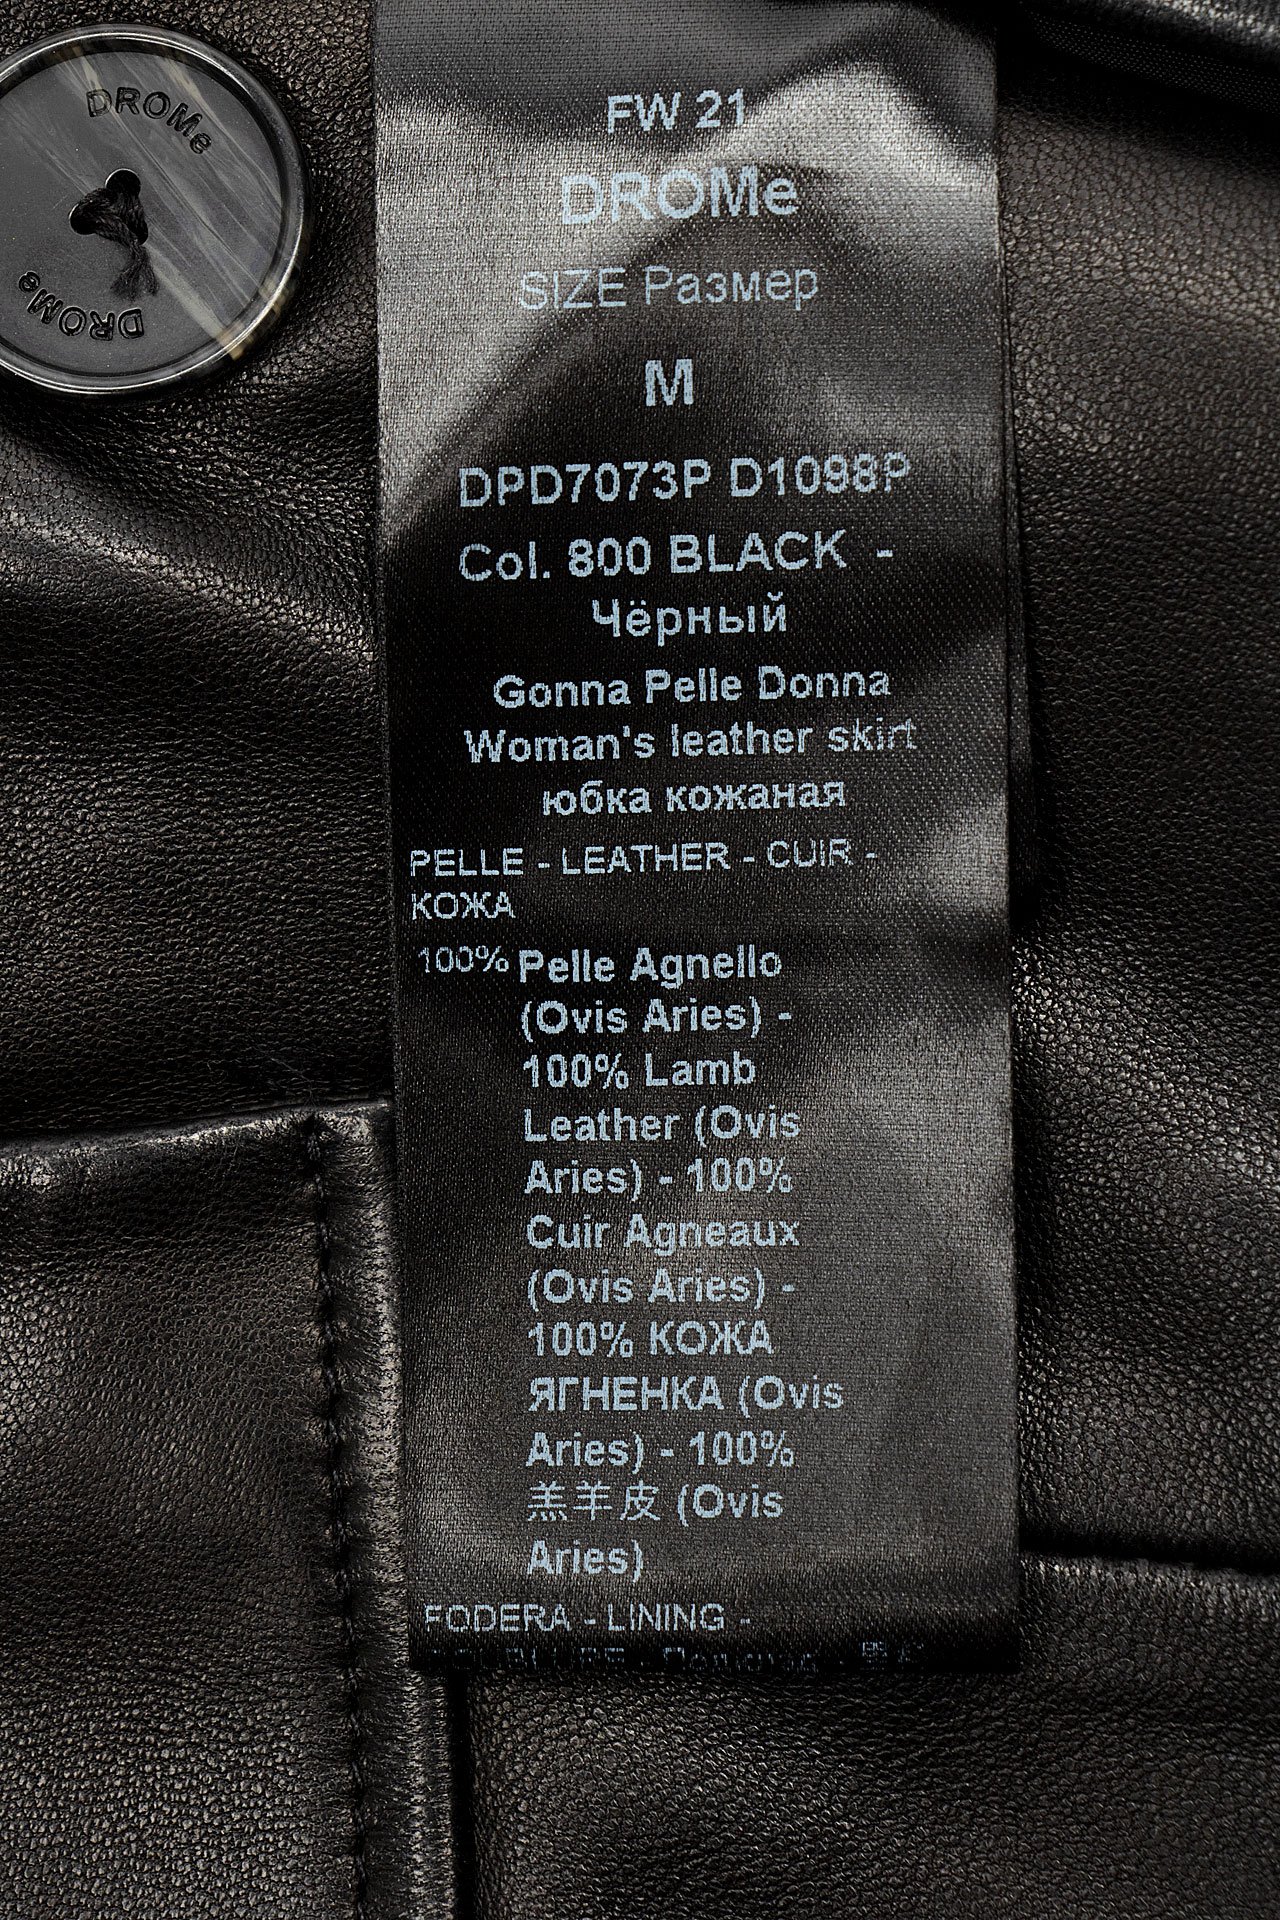 DROMe
DROMe
FW 21
DROMe
SIZE Размер
M
DPD7073P D1098P
Col. 800 BLACK -
Чёрный
Gonna Pelle Donna
Woman's leather skirt
юбка кожаная
PELLE - LEATHER - CUIR -
КОЖА
100% Pelle Agnello
(Ovis Aries) -
100% Lamb
Leather (Ovis
Aries) - 100%
Cuir Agneaux
(Ovis Aries) -
100% КОЖА
ЯГНЕНКА (Ovis
Aries) - 100%
羔羊皮 (Ovis
Aries)
FODERA - LINING -